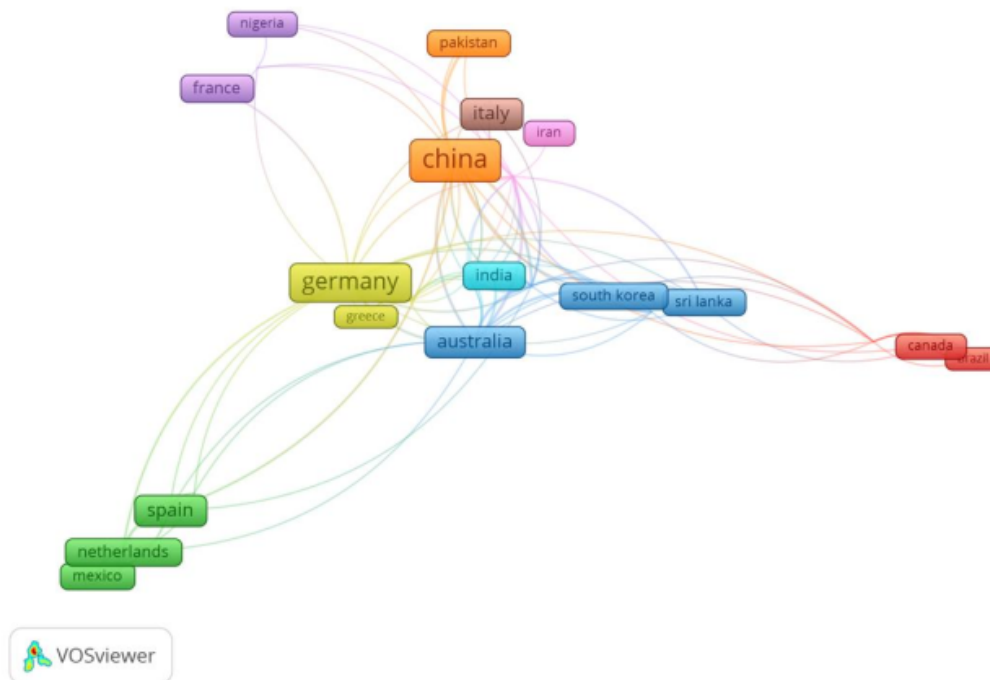 nigeria
pakistan
france
italy
iran
china
germany
india
south korea
sri lanka
greece
australia
canada
brazil
spain
netherlands
mexico
VOSviewer